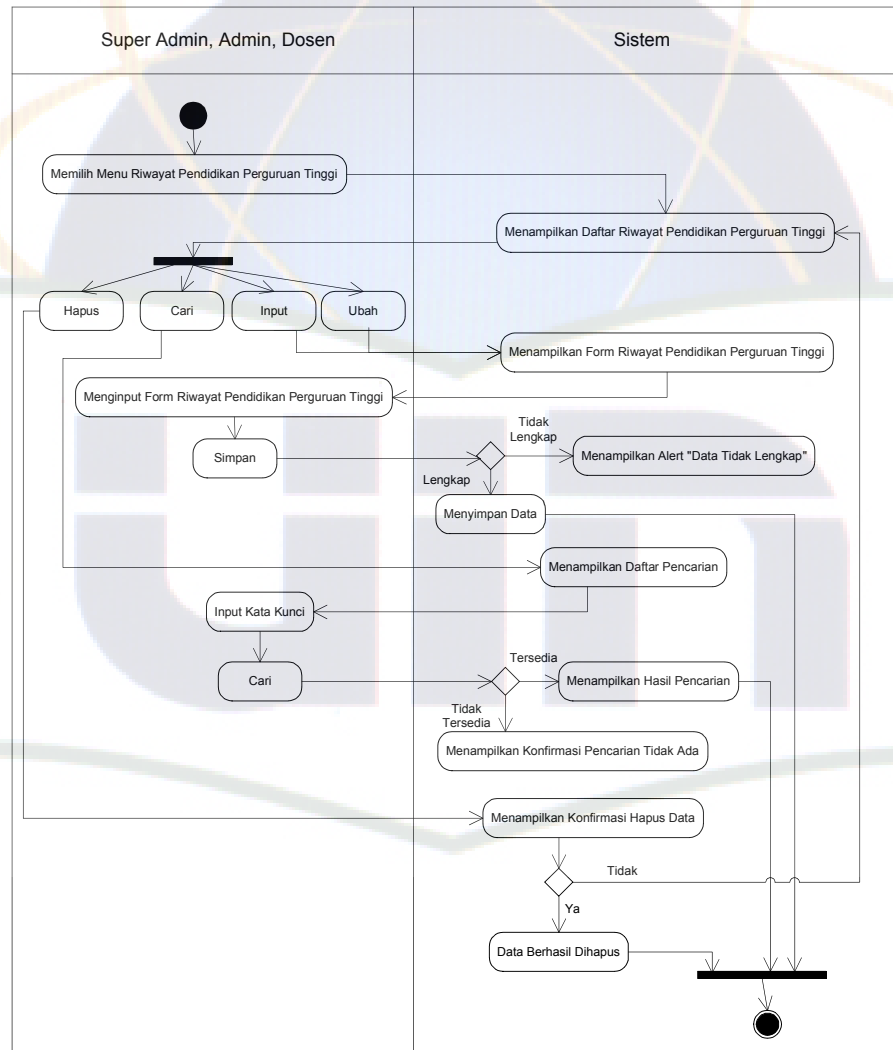 Super Admin, Admin, Dosen
Sistem
Memilih Menu Riwayat Pendidikan Perguruan Tinggi
Menampilkan Daftar Riwayat Pendidikan Perguruan Tinggi
Hapus
Cari
Input
Ubah
Menampilkan Form Riwayat Pendidikan Perguruan Tinggi
Menginput Form Riwayat Pendidikan Perguruan Tinggi
Tidak
Lengkap
Simpan
Menampilkan Alert "Data Tidak Lengkap"
Lengkap
Menyimpan Data
Menampilkan Daftar Pencarian
Input Kata Kunci
Tersedia
Cari
Menampilkan Hasil Pencarian
Tidak
Tersedia
Menampilkan Konfirmasi Pencarian Tidak Ada
Menampilkan Konfirmasi Hapus Data
Tidak
Ya
Data Berhasil Dihapus